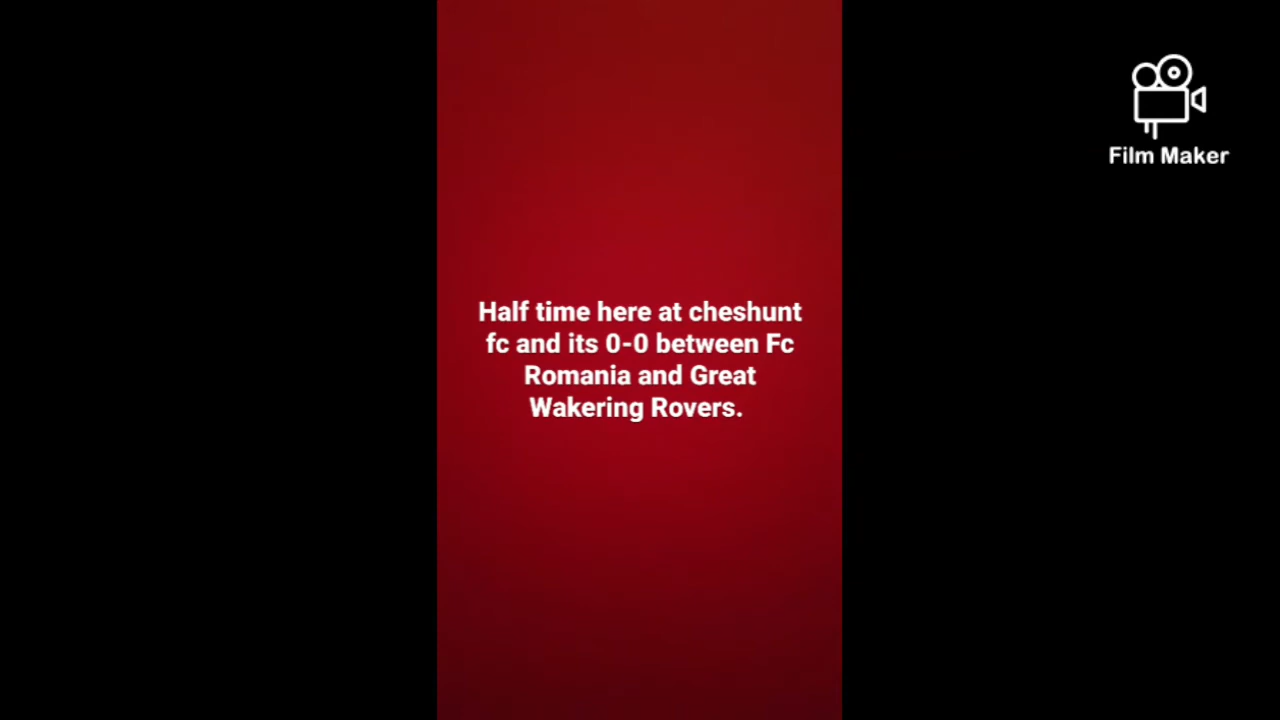 Film Maker
Half time here at cheshunt
fc and its 0-0 between Fc
Romania and Great
Wakering Rovers.